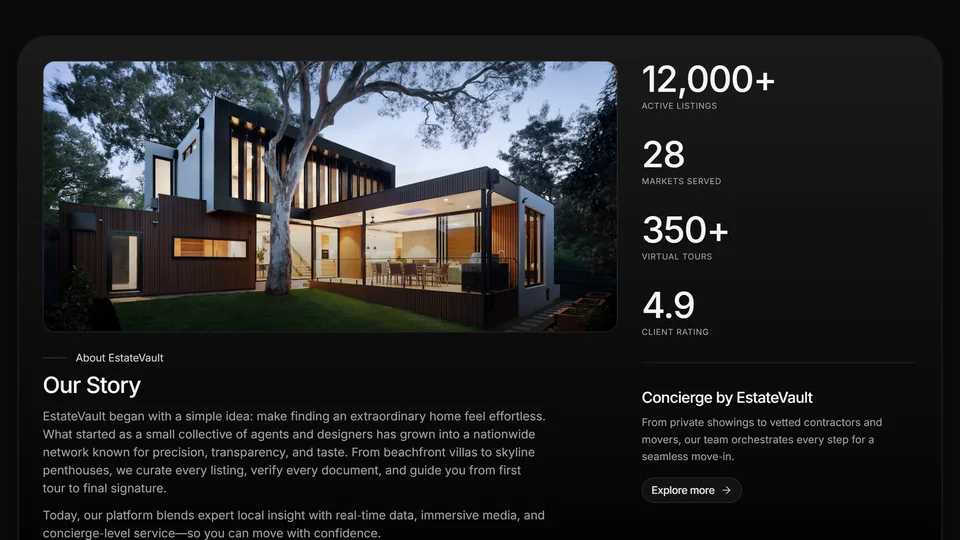 12,000+
ACTIVE LISTINGS
28
MARKETS SERVED
350+
VIRTUAL TOURS
4.9
CLIENT RATING
About EstateVault
Our Story
EstateVault began with a simple idea: make finding an extraordinary home feel effortless.
What started as a small collective of agents and designers has grown into a nationwide
network known for precision, transparency, and taste. From beachfront villas to skyline
penthouses, we curate every listing, verify every document, and guide you from first
tour to final signature.
Today, our platform blends expert local insight with real-time data, immersive media, and
concierge-level service—so you can move with confidence.
Concierge by EstateVault
From private showings to vetted contractors and
movers, our team orchestrates every step for a
seamless move-in.
Explore more →